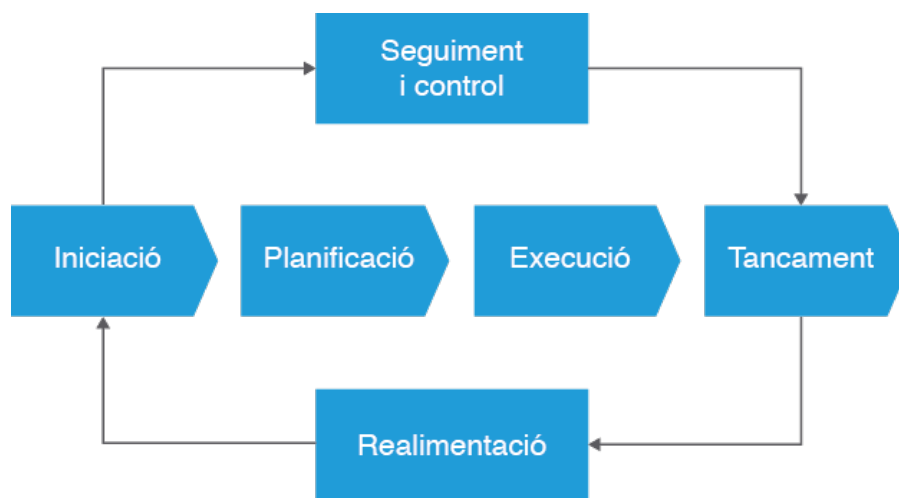 Seguiment
i control
Iniciació
Planificació
Execució
Tancament
Realimentació